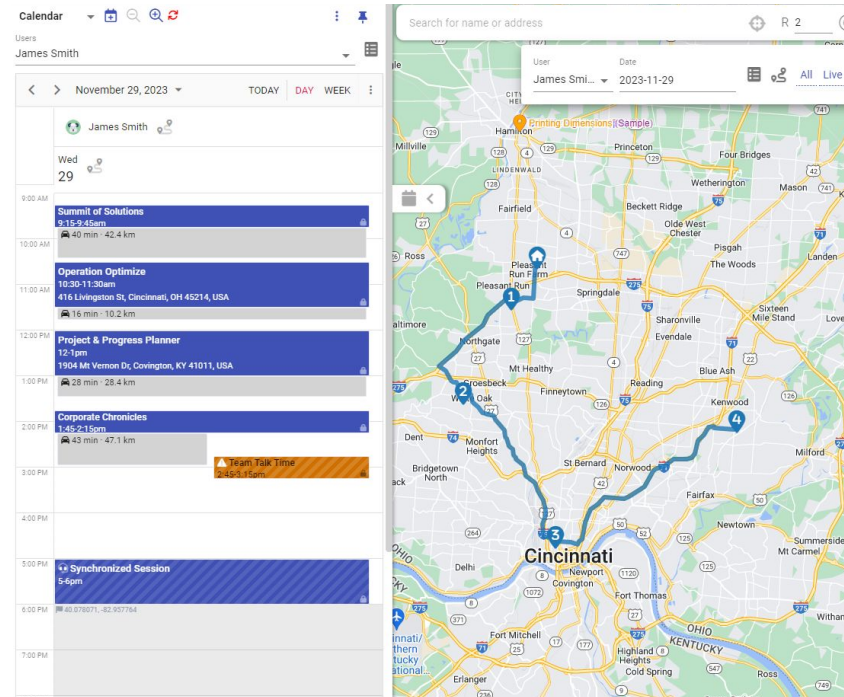 Calendar
Users
James Smith
November 29, 2023
TODAY
DAY
WEEK
James Smith
Wed
29
9:00 AM
Summit of Solutions
9:15-9:45am
40 min · 42.4 km
10:00 AM
Operation Optimize
10:30-11:30am
11:00 AM
416 Livingston St, Cincinnati, OH 45214, USA
16 min · 10.2 km
12:00 PM
Project & Progress Planner
12-1pm
1904 Mt Vernon Dr, Covington, KY 41011, USA
1:00 PM
28 min · 28.4 km
Corporate Chronicles
1:45-2:15pm
2:00 PM
43 min · 47.1 km
Team Talk Time
2:45-3:15pm
3:00 PM
4:00 PM
5:00 PM
Synchronized Session
5-6pm
6:00 PM
40.078071, -82.957764
7:00 PM
Search for name or address
R 2
User
James Smi...
Date
2023-11-29
All
Live
Printing Dimensions (Sample)
Hamilton
Millville
LINDENWALD
Princeton
Four Bridges
Wetherington
Mason
Fairfield
Beckett Ridge
Olde West
Chester
Pisgah
The Woods
Landen
Ross
Pleasant
Run Farm
Pleasant Run
1
Springdale
Sharonville
Sixteen
Mile Stand
Evendale
Northgate
Mt Healthy
Blue Ash
Groesbeck
2
Finneytown
Reading
Kenwood
4
Dent
Monfort
Heights
St Bernard
Norwood
Milford
Bridgetown
North
Fairfax
Newtown
3
Cincinnati
Summerside
Mt Carmel
Delhi
Newport
Covington
Fort Thomas
OHIO
KENTUCKY
Fort Mitchell
Highland
Heights
Cold Spring
Ross
Erlanger